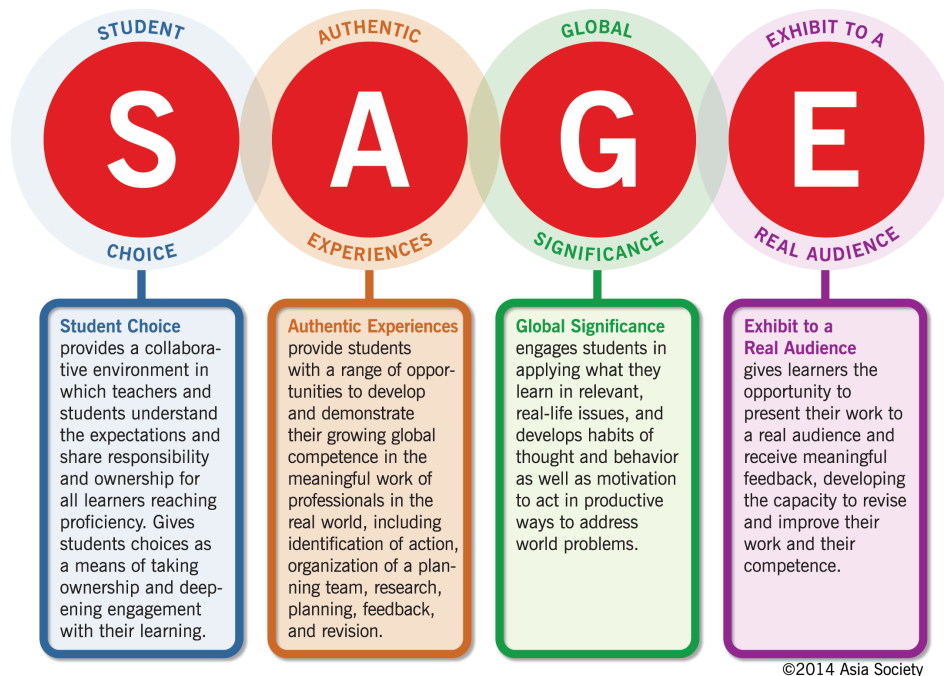 STUDENT
S
CHOICE
AUTHENTIC
A
EXPERIENCES
GLOBAL
G
SIGNIFICANCE
EXHIBIT TO A
E
REAL AUDIENCE
Student Choice
provides a collabora-
tive environment in
which teachers and
students understand
the expectations and
share responsibility
and ownership for
all learners reaching
proficiency. Gives
students choices as
a means of taking
ownership and deep-
ening engagement
with their learning.
Authentic Experiences
provide students
with a range of oppor-
tunities to develop
and demonstrate
their growing global
competence in the
meaningful work of
professionals in the
real world, including
identification of action,
organization of a plan-
ning team, research,
planning, feedback,
and revision.
Global Significance
engages students in
applying what they
learn in relevant,
real-life issues, and
develops habits of
thought and behavior
as well as motivation
to act in productive
ways to address
world problems.
Exhibit to a
Real Audience
gives learners the
opportunity to
present their work to
a real audience and
receive meaningful
feedback, developing
the capacity to revise
and improve their
work and their
competence.
©2014 Asia Society